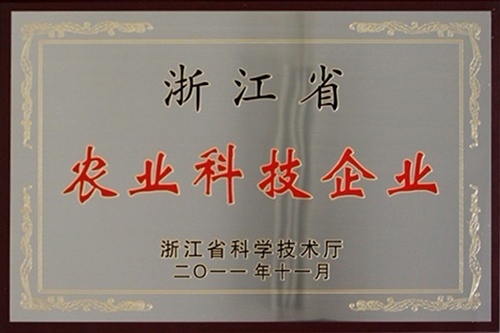 浙江省
农业科技企业
浙江省科学技术厅
二〇一一年十一月